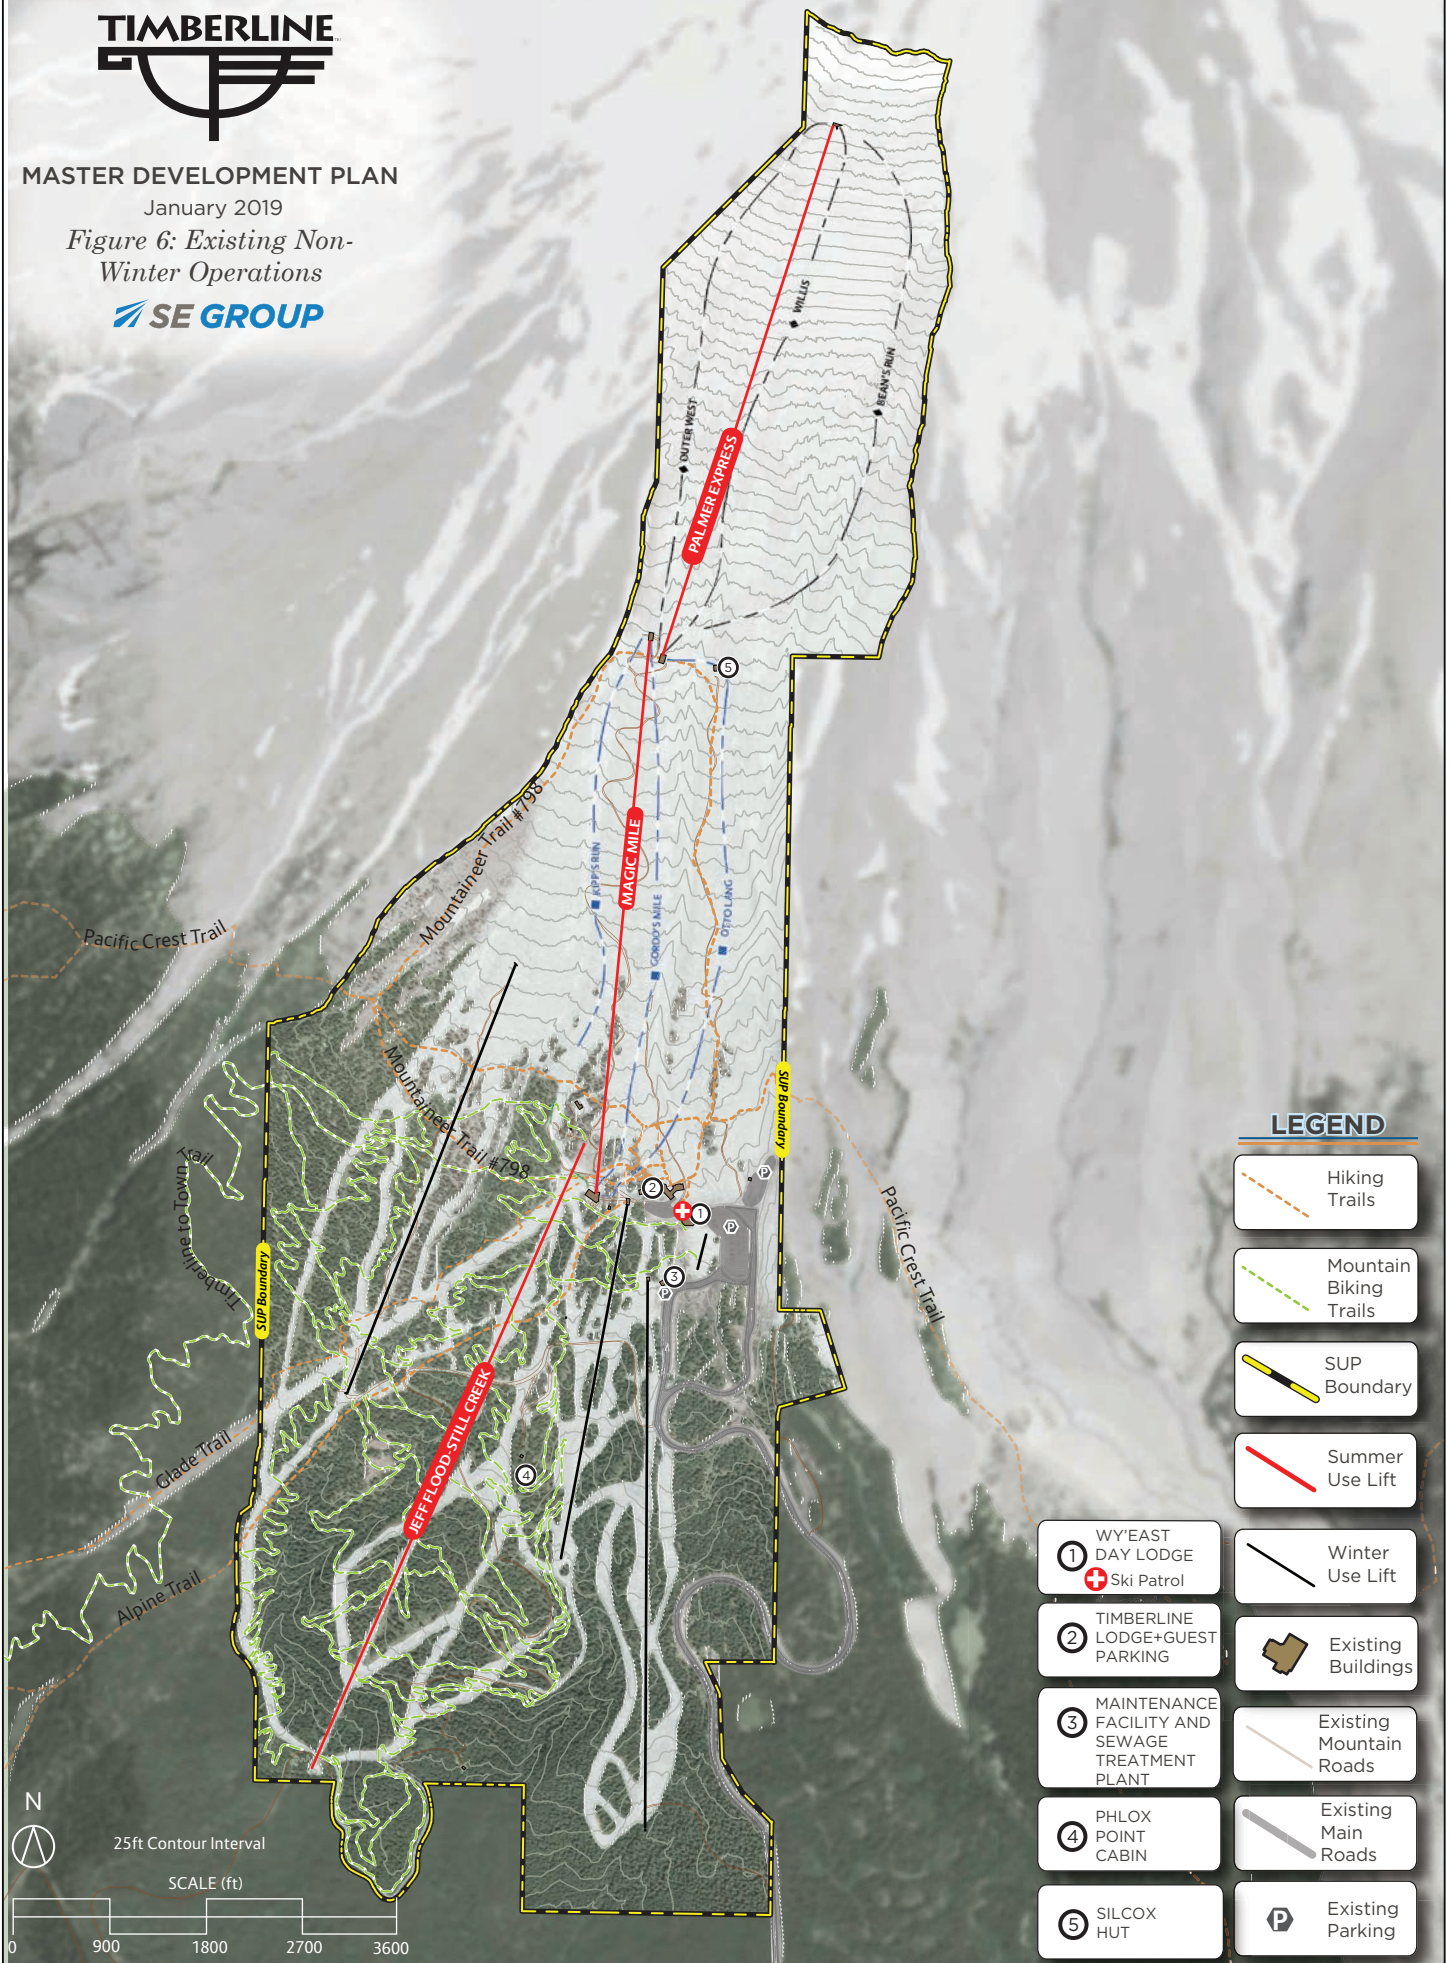 TIMBERLINE
MASTER DEVELOPMENT PLAN
January 2019
Figure 6: Existing Non-
Winter Operations
SE GROUP
WILLIS
BEAN'S RUN
OUTER WEST
PALMER EXPRESS
5
Mountaineer Trail #798
MAGIC MILE
KIPP'S RUN
GORDO'S MILE
OTTO LANG
Pacific Crest Trail
Mountaineer Trail #798
SUP Boundary
Timberline to Town
Trail
SUP Boundary
2
1
P
P
3
P
Pacific Crest Trail
JEFF FLOOD-STILL CREEK
4
Glade Trail
Alpine Trail
LEGEND
Hiking
Trails
Mountain
Biking
Trails
SUP
Boundary
Summer
Use Lift
Winter
Use Lift
Existing
Buildings
Existing
Mountain
Roads
Existing
Main
Roads
P
Existing
Parking
1
WY'EAST
DAY LODGE
Ski Patrol
2
TIMBERLINE
LODGE+GUEST
PARKING
3
MAINTENANCE
FACILITY AND
SEWAGE
TREATMENT
PLANT
4
PHLOX
POINT
CABIN
5
SILCOX
HUT
N
25ft Contour Interval
SCALE (ft)
0 900 1800 2700 3600